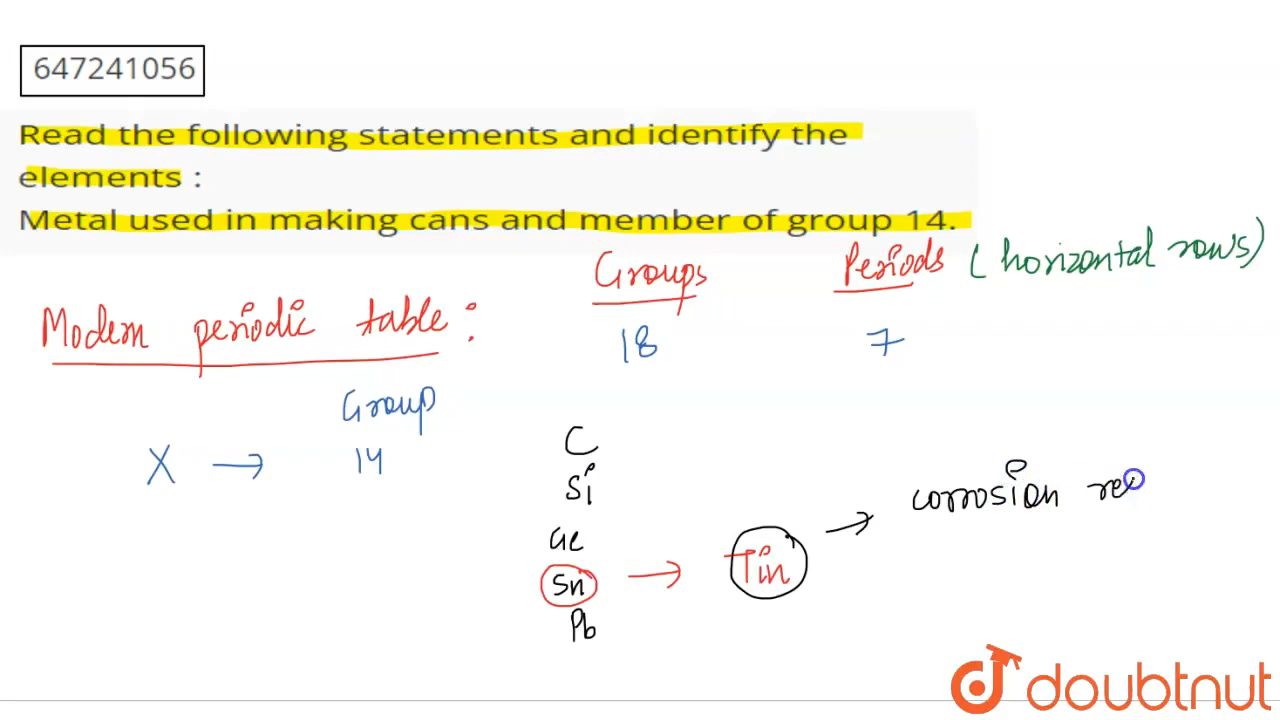 647241056
Read the following statements and identify the
elements :
Metal used in making cans and member of group 14.
Groups Periods (horizontal rows)
Modern periodic table :
18 7
Group
X → 14
C
Si
Ge
Sn → Tin → corrosion re
Pb
doubtnut